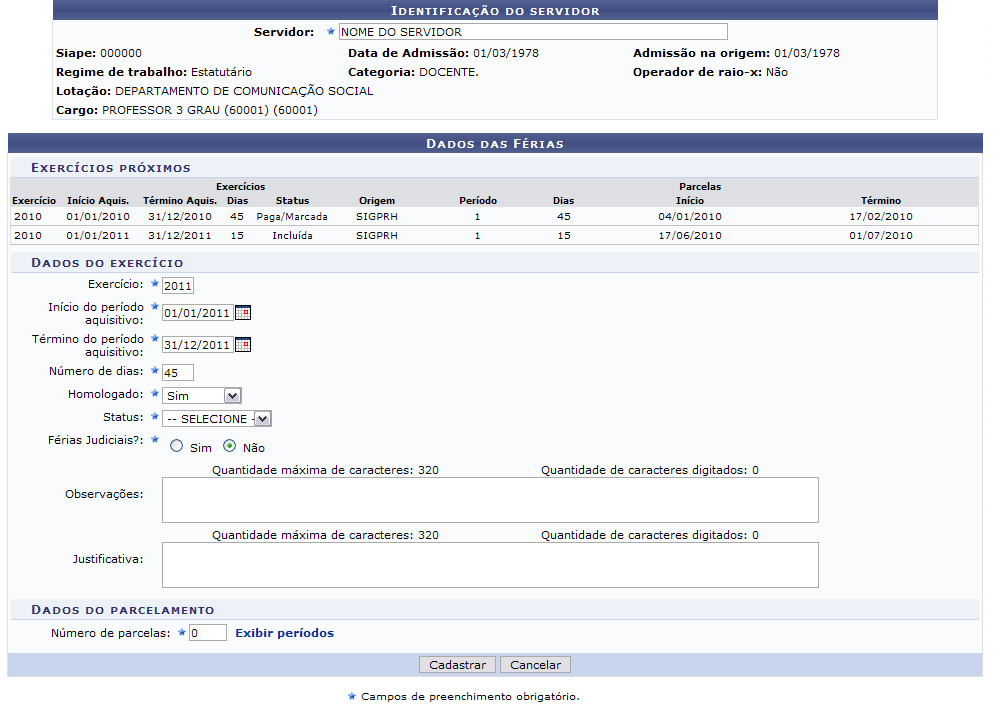 IDENTIFICAÇÃO DO SERVIDOR
Servidor: NOME DO SERVIDOR
Siape: 000000 Data de Admissão: 01/03/1978 Admissão na origem: 01/03/1978
Regime de trabalho: Estatutário Categoria: DOCENTE. Operador de raio-x: Não
Lotação: DEPARTAMENTO DE COMUNICAÇÃO SOCIAL
Cargo: PROFESSOR 3 GRAU (60001) (60001)
DADOS DAS FÉRIAS
EXERCÍCIOS PRÓXIMOS
Exercícios Parcelas
Exercício Início Aquis. Término Aquis. Dias Status Origem Período Dias Início Término
2010 01/01/2010 31/12/2010 45 Paga/Marcada SIGPRH 1 45 04/01/2010 17/02/2010
2010 01/01/2011 31/12/2011 15 Incluída SIGPRH 1 15 17/06/2010 01/07/2010
DADOS DO EXERCÍCIO
Exercício: 2011
Início do período aquisitivo: 01/01/2011
Término do período aquisitivo: 31/12/2011
Número de dias: 45
Homologado: Sim
Status: -- SELECIONE -
Férias Judiciais?: Sim Não
Quantidade máxima de caracteres: 320 Quantidade de caracteres digitados: 0
Observações:
Quantidade máxima de caracteres: 320 Quantidade de caracteres digitados: 0
Justificativa:
DADOS DO PARCELAMENTO
Número de parcelas: 0 Exibir períodos
Cadastrar Cancelar
Campos de preenchimento obrigatório.